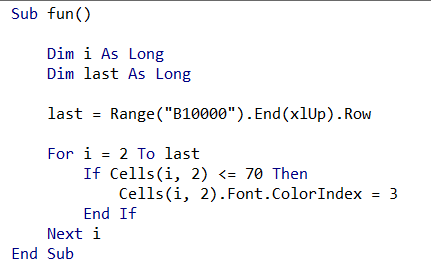 Sub fun()
Dim i As Long
Dim last As Long
last = Range("B10000").End(xlUp).Row
For i = 2 To last
If Cells(i, 2) <= 70 Then
Cells(i, 2).Font.ColorIndex = 3
End If
Next i
End Sub